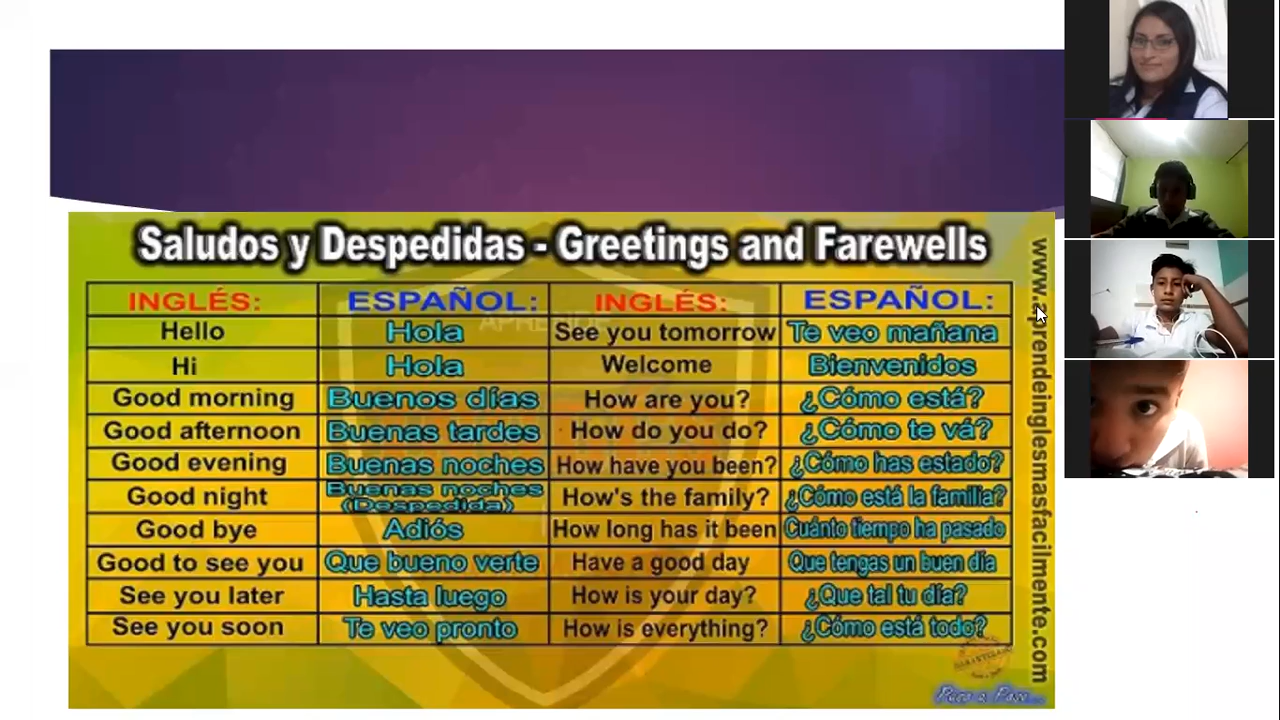 Saludos y Despedidas - Greetings and Farewells
INGLÉS: ESPAÑOL: INGLÉS: ESPAÑOL:
Hello Hola See you tomorrow Te veo mañana
Hi Hola Welcome Bienvenidos
Good morning Buenos días How are you? ¿Cómo está?
Good afternoon Buenas tardes How do you do? ¿Cómo te vá?
Good evening Buenas noches How have you been? ¿Cómo has estado?
Good night Buenas noches (Despedida) How's the family? ¿Cómo está la familia?
Good bye Adiós How long has it been Cuánto tiempo ha pasado
Good to see you Que bueno verte Have a good day Que tengas un buen día
See you later Hasta luego How is your day? ¿Que tal tu día?
See you soon Te veo pronto How is everything? ¿Cómo está todo?
www.aprendeinglesmasfacilmente.com